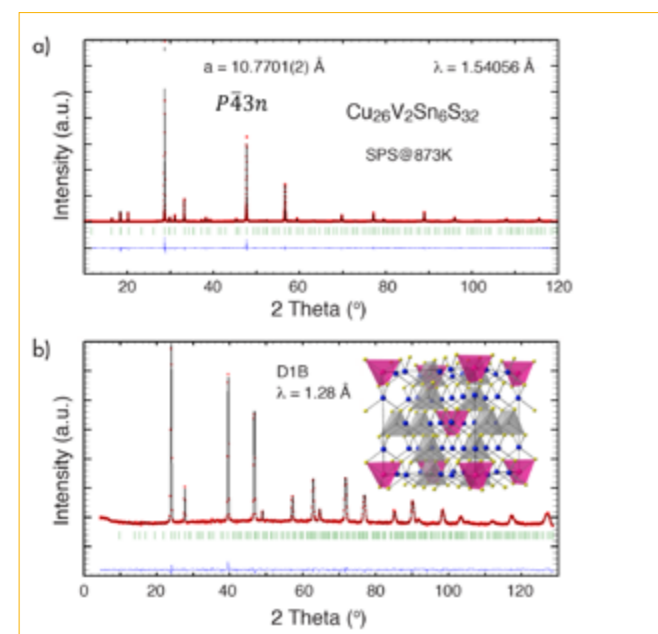 a)
a = 10.7701(2) Å
λ = 1.54056 Å
P4̄3n
Cu₂₆V₂Sn₆S₃₂
SPS@873K
Intensity (a.u.)
20 40 60 80 100 120
2 Theta (°)
b)
D1B
λ = 1.28 Å
Intensity (a.u.)
0 20 40 60 80 100 120
2 Theta (°)